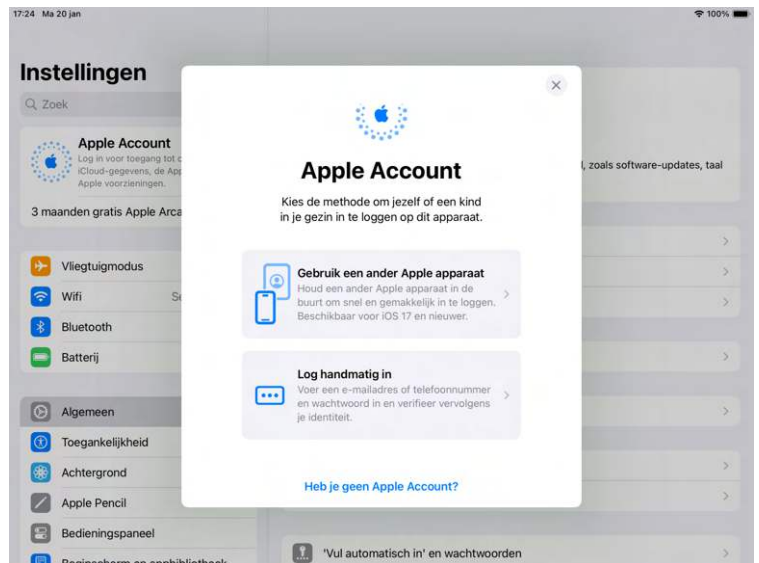 17:24 Ma 20 jan
100%
Instellingen
Zoek
Apple Account
Log in voor toegang tot
iCloud-gegevens, de
Apple voorzieningen.
3 maanden gratis Apple
Vliegtuigmodus
Wifi
Bluetooth
Batterij
Algemeen
Toegankelijkheid
Achtergrond
Apple Pencil
Bedieningspaneel
Apple Account
Kies de methode om jezelf of een kind
in je gezin in te loggen op dit apparaat.
Gebruik een ander Apple apparaat
Houd een ander Apple apparaat in de
buurt om snel en gemakkelijk in te loggen.
Beschikbaar voor iOS 17 en nieuwer.
Log handmatig in
Voer een e-mailadres of telefoonnummer
en wachtwoord in en verifieer vervolgens
je identiteit.
Heb je geen Apple Account?
, zoals software-updates, taal
'Vul automatisch in' en wachtwoorden